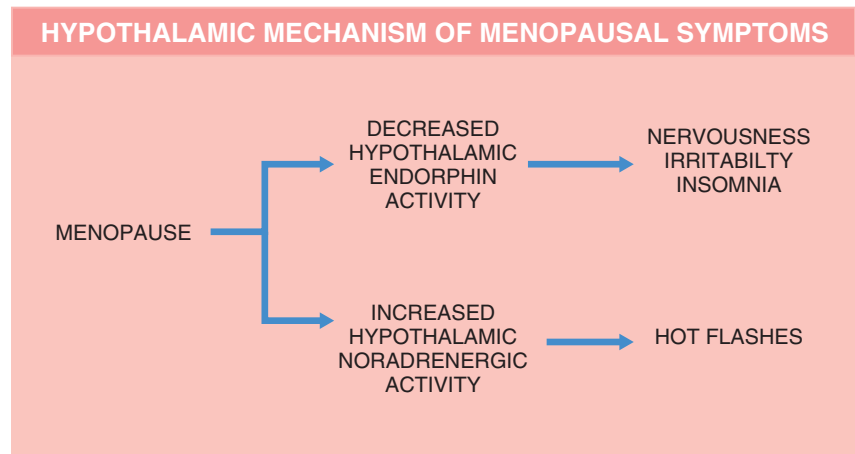 HYPOTHALAMIC MECHANISM OF MENOPAUSAL SYMPTOMS
MENOPAUSE
DECREASED
HYPOTHALAMIC
ENDORPHIN
ACTIVITY
NERVOUSNESS
IRRITABILTY
INSOMNIA
INCREASED
HYPOTHALAMIC
NORADRENERGIC
ACTIVITY
HOT FLASHES